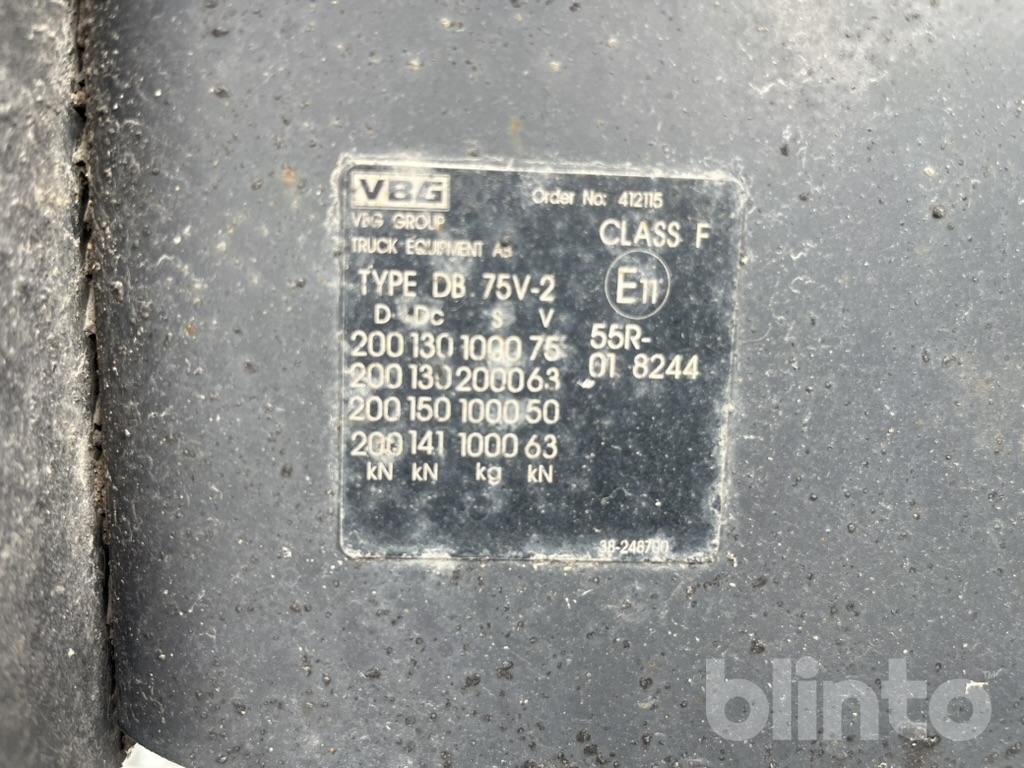 VBG
Order No: 412115
VBG GROUP
TRUCK EQUIPMENT AB
CLASS F
TYPE DB 75V-2
E11
D Dc S V
200 130 1000 75
200 130 2000 63
200 150 1000 50
200 141 1000 63
kN kN kg kN
55R-
01 8244
38-248700
blinto